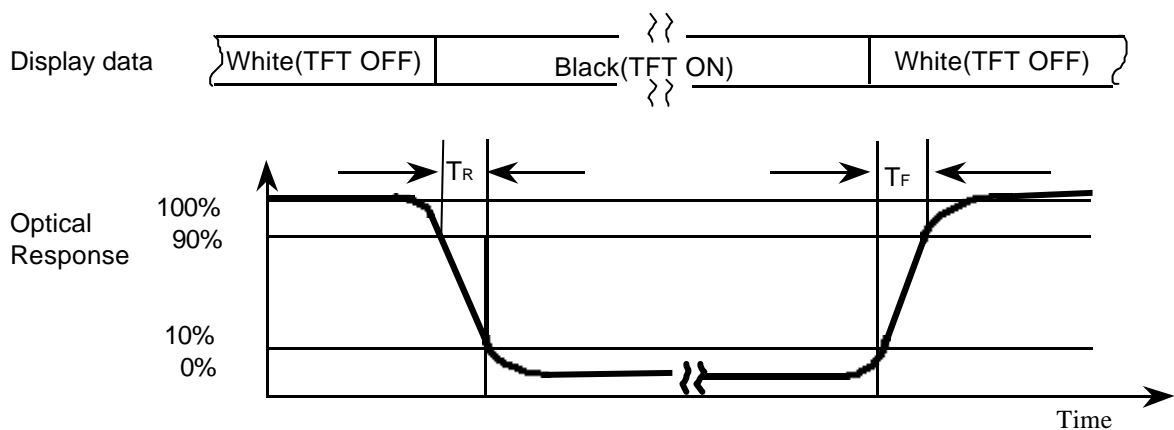 Display data
White(TFT OFF)
Black(TFT ON)
White(TFT OFF)
TR
TF
Optical
Response
100%
90%
10%
0%
Time